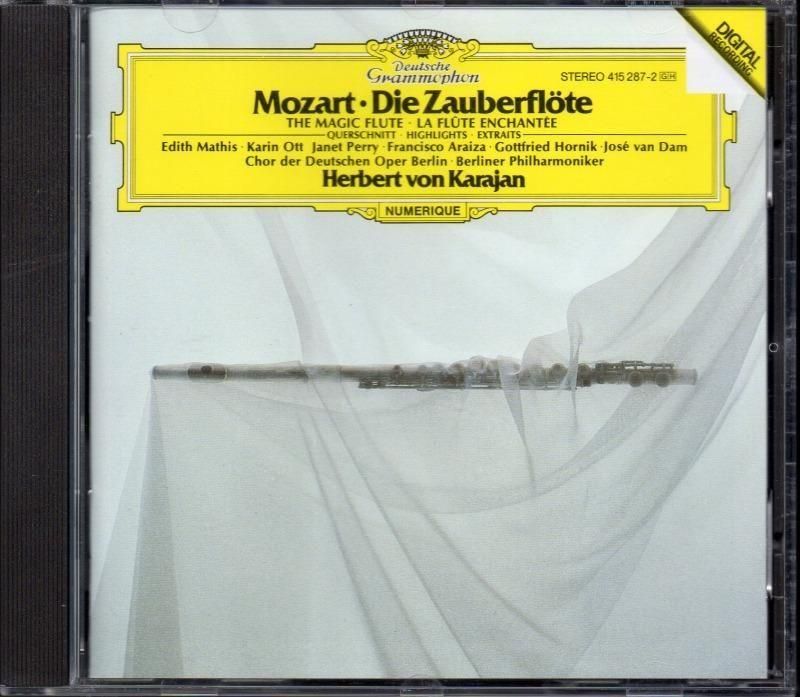 DIGITAL
RECORDING
Deutsche
Grammophon
STEREO 415 287-2 GH
Mozart · Die Zauberflöte
THE MAGIC FLUTE · LA FLÛTE ENCHANTÉE
QUERSCHNITT · HIGHLIGHTS · EXTRAITS
Edith Mathis · Karin Ott Janet Perry · Francisco Araiza · Gottfried Hornik · José van Dam
Chor der Deutschen Oper Berlin · Berliner Philharmoniker
Herbert von Karajan
NUMERIQUE